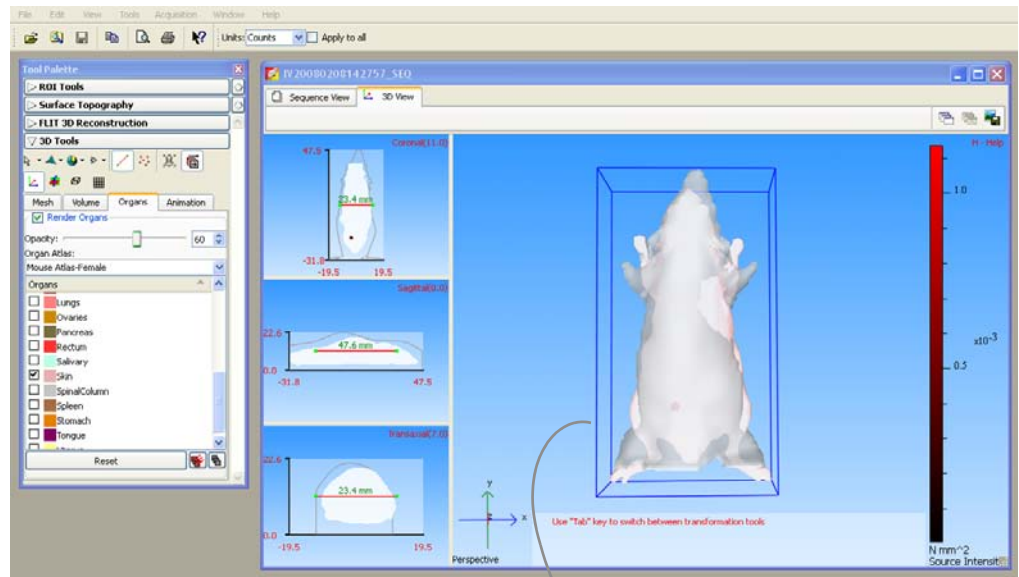 File Edit View Tools Acquisition Window Help
Units: Counts Apply to all
Tool Palette
ROI Tools
Surface Topography
FLIT 3D Reconstruction
3D Tools
Mesh Volume Organs Animation
Render Organs
Opacity: 60
Organ Atlas:
Mouse Atlas-Female
Organs
Lungs
Ovaries
Pancreas
Rectum
Salivary
Skin
SpinalColumn
Spleen
Stomach
Tongue
Reset
IV20080208142757_SEQ
Sequence View 3D View
Coronal(11.0)
47.5
23.4 mm
-31.8
-19.5 19.5
Sagittal(0.0)
22.6
47.6 mm
0.0
-31.8 47.5
Transaxial(7.0)
22.6
23.4 mm
0.0
-19.5 19.5
H - Help
1.0
x10^-3
0.5
y
x
Perspective
Use "Tab" key to switch between transformation tools
N mm^2
Source Intensit